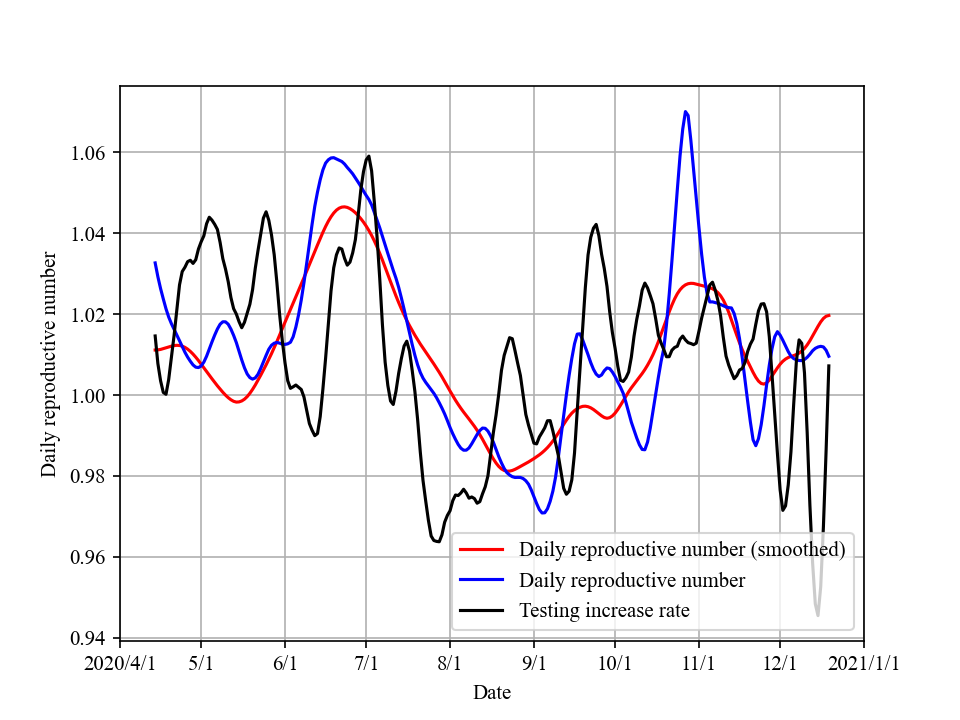 Daily reproductive number
1.06
1.04
1.02
1.00
0.98
0.96
0.94
Daily reproductive number (smoothed)
Daily reproductive number
Testing increase rate
2020/4/1 5/1 6/1 7/1 8/1 9/1 10/1 11/1 12/1 2021/1/1
Date